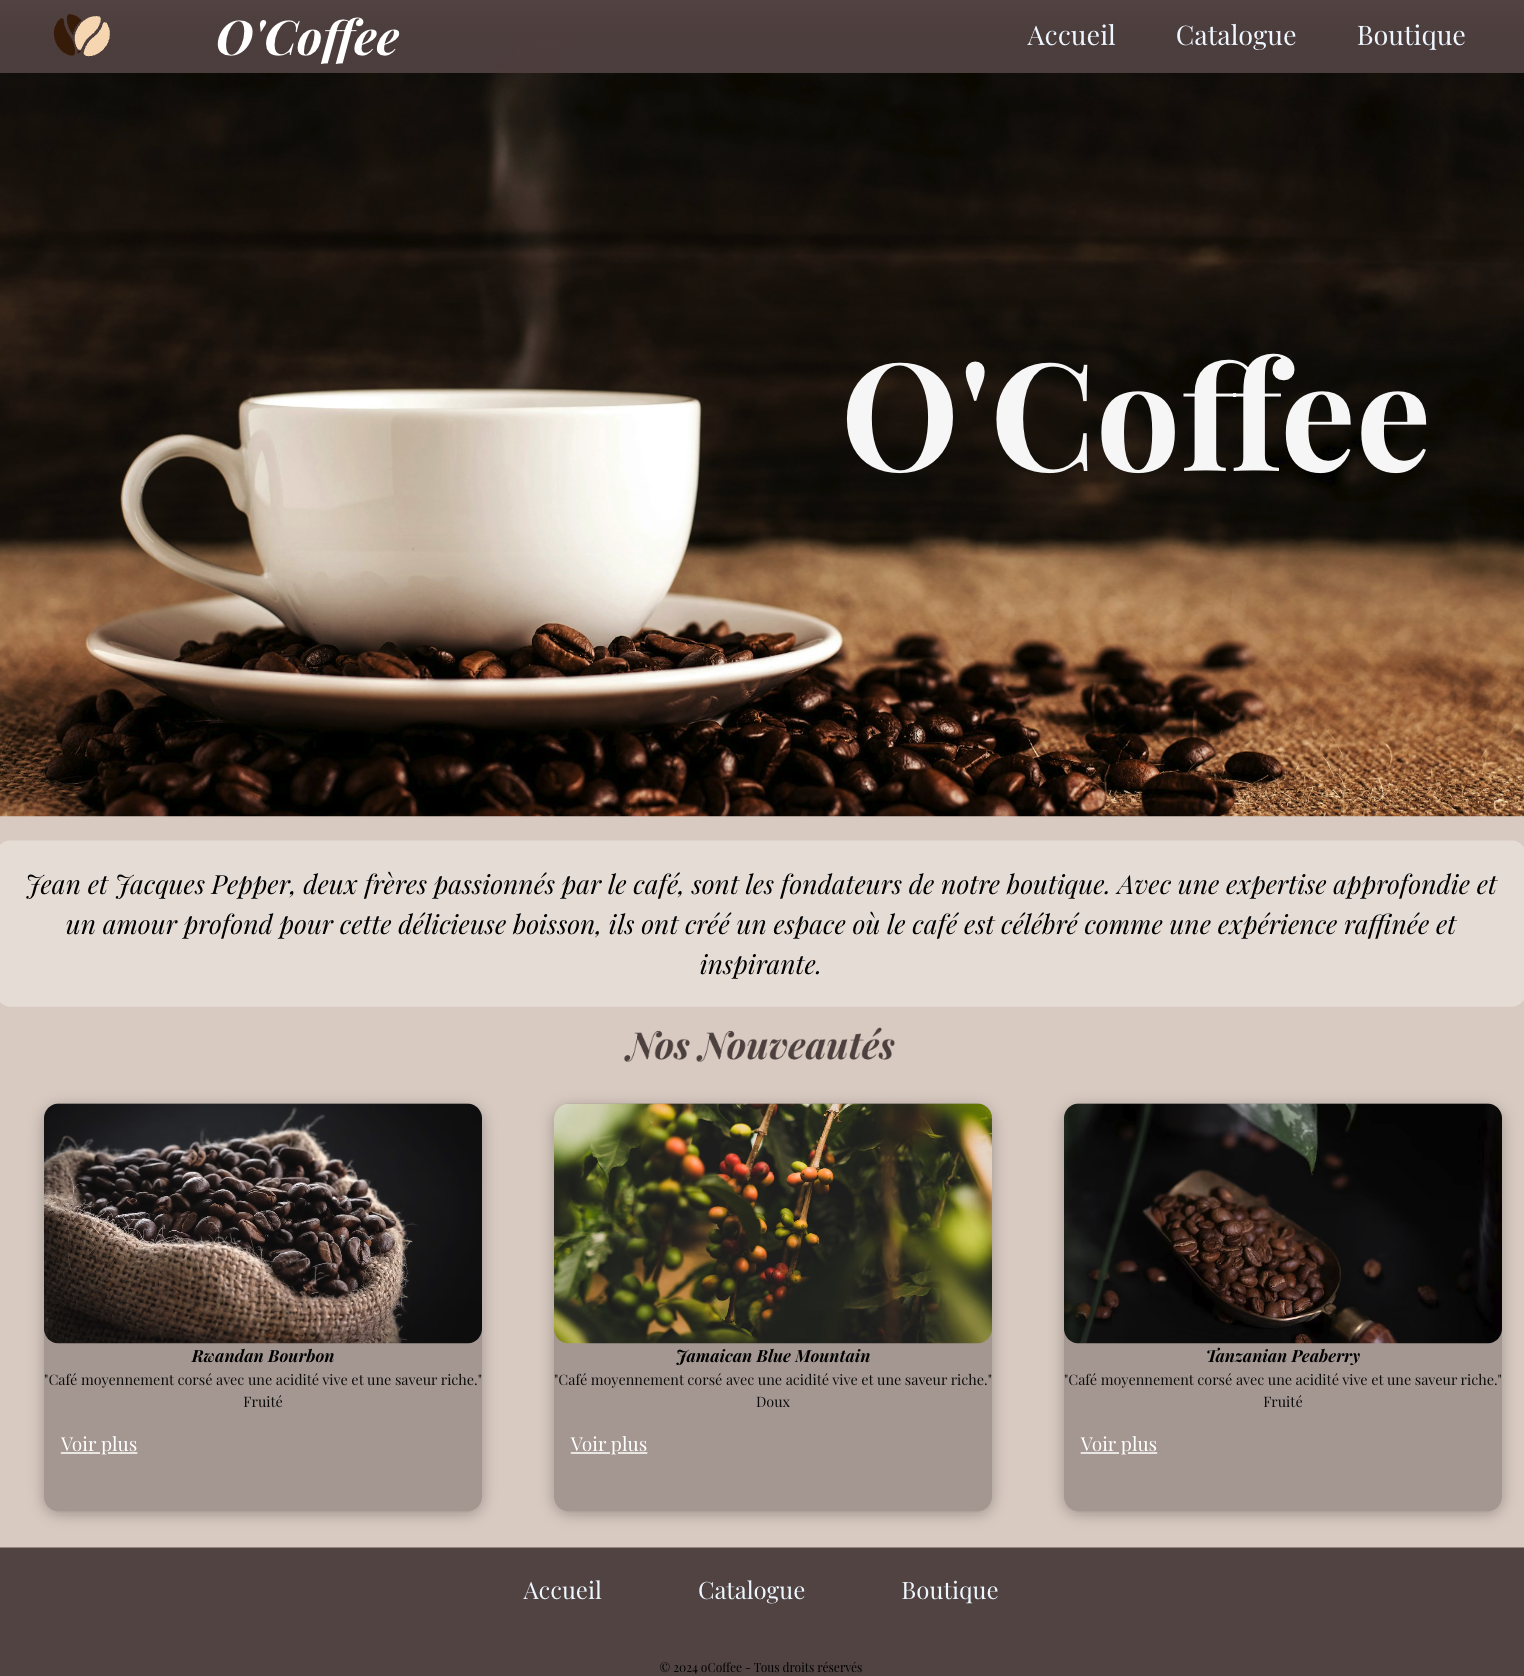 O'Coffee
Accueil
Catalogue
Boutique
O'Coffee
Jean et Jacques Pepper, deux frères passionnés par le café, sont les fondateurs de notre boutique. Avec une expertise approfondie et
un amour profond pour cette délicieuse boisson, ils ont créé un espace où le café est célébré comme une expérience raffinée et
inspirante.
Nos Nouveautés
Rwandan Bourbon
"Café moyennement corsé avec une acidité vive et une saveur riche."
Fruité
Voir plus
Jamaican Blue Mountain
"Café moyennement corsé avec une acidité vive et une saveur riche."
Doux
Voir plus
Tanzanian Peaberry
"Café moyennement corsé avec une acidité vive et une saveur riche."
Fruité
Voir plus
Accueil
Catalogue
Boutique
© 2024 oCoffee - Tous droits réservés